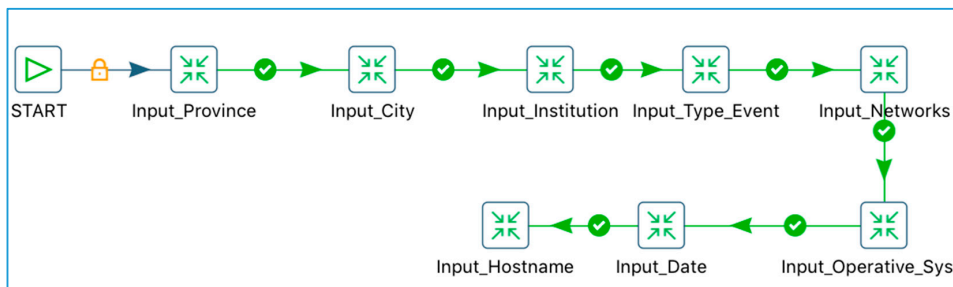 START
Input_Province
Input_City
Input_Institution
Input_Type_Event
Input_Networks
Input_Hostname
Input_Date
Input_Operative_Sys